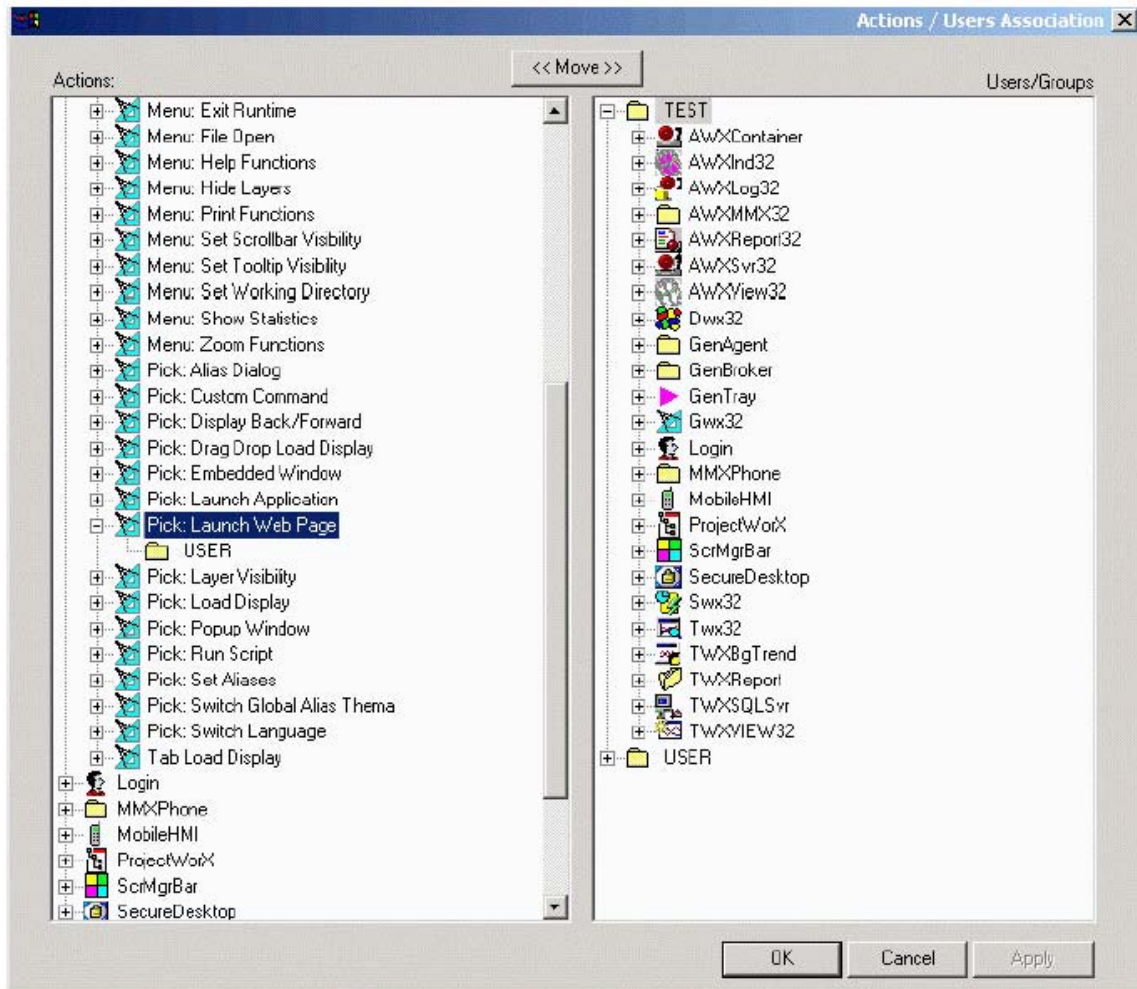 Actions / Users Association
<< Move >>
Actions:
Users/Groups
Menu: Exit Runtime
Menu: File Open
Menu: Help Functions
Menu: Hide Layers
Menu: Print Functions
Menu: Set Scrollbar Visibility
Menu: Set Tooltip Visibility
Menu: Set Working Directory
Menu: Show Statistics
Menu: Zoom Functions
Pick: Alias Dialog
Pick: Custom Command
Pick: Display Back/Forward
Pick: Drag Drop Load Display
Pick: Embedded Window
Pick: Launch Application
Pick: Launch Web Page
USER
Pick: Layer Visibility
Pick: Load Display
Pick: Popup Window
Pick: Run Script
Pick: Set Aliases
Pick: Switch Global Alias Thema
Pick: Switch Language
Tab Load Display
Login
MMXPhone
MobileHMI
ProjectWorX
ScrMgrBar
SecureDesktop
TEST
AWXContainer
AWXInd32
AWXLog32
AWXMMX32
AWXReport32
AWXSvr32
AWXView32
Dwx32
GenAgent
GenBroker
GenTray
Gwx32
Login
MMXPhone
MobileHMI
ProjectWorX
ScrMgrBar
SecureDesktop
Swx32
Twx32
TWXBgTrend
TWXReport
TWXSQLSvr
TWXVIEW32
USER
OK
Cancel
Apply